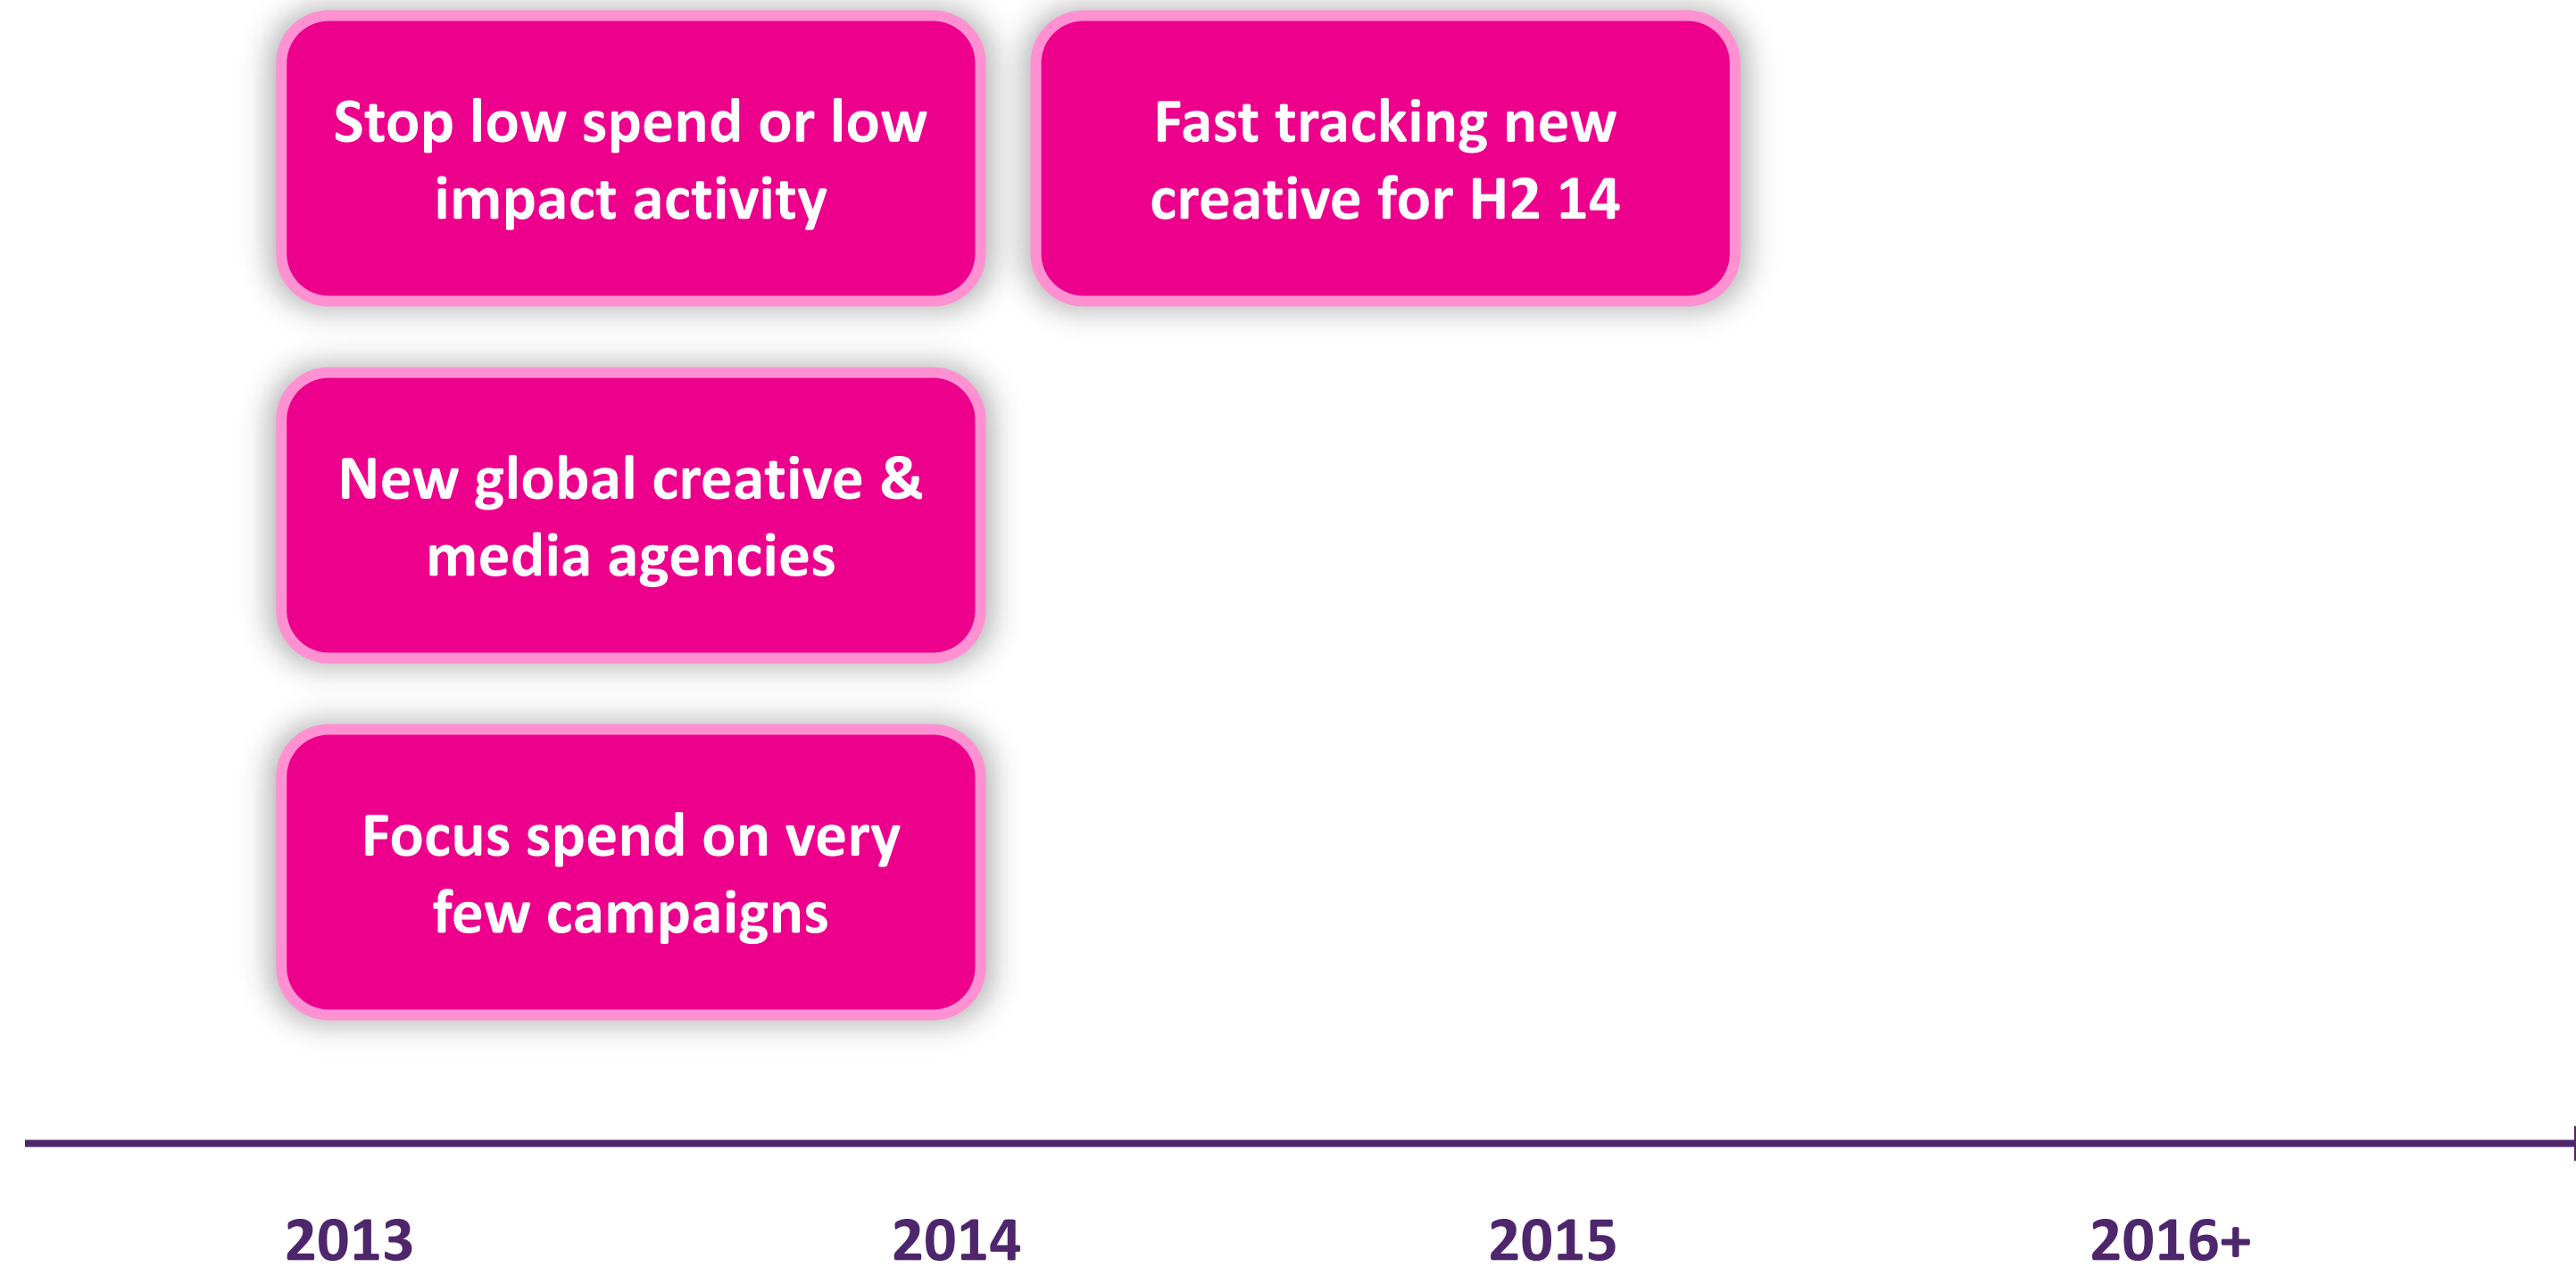 Stop low spend or low
impact activity
Fast tracking new
creative for H2 14
New global creative &
media agencies
Focus spend on very
few campaigns
2013
2014
2015
2016+